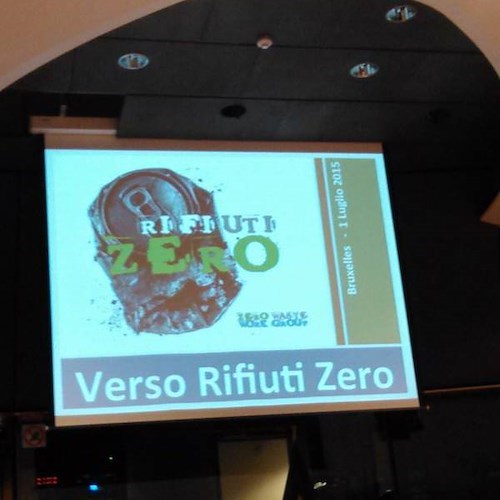 RIFIUTI
ZERO
ZERO WASTE
WORK GROUP
Bruxelles - 1 Luglio 2015
Verso Rifiuti Zero